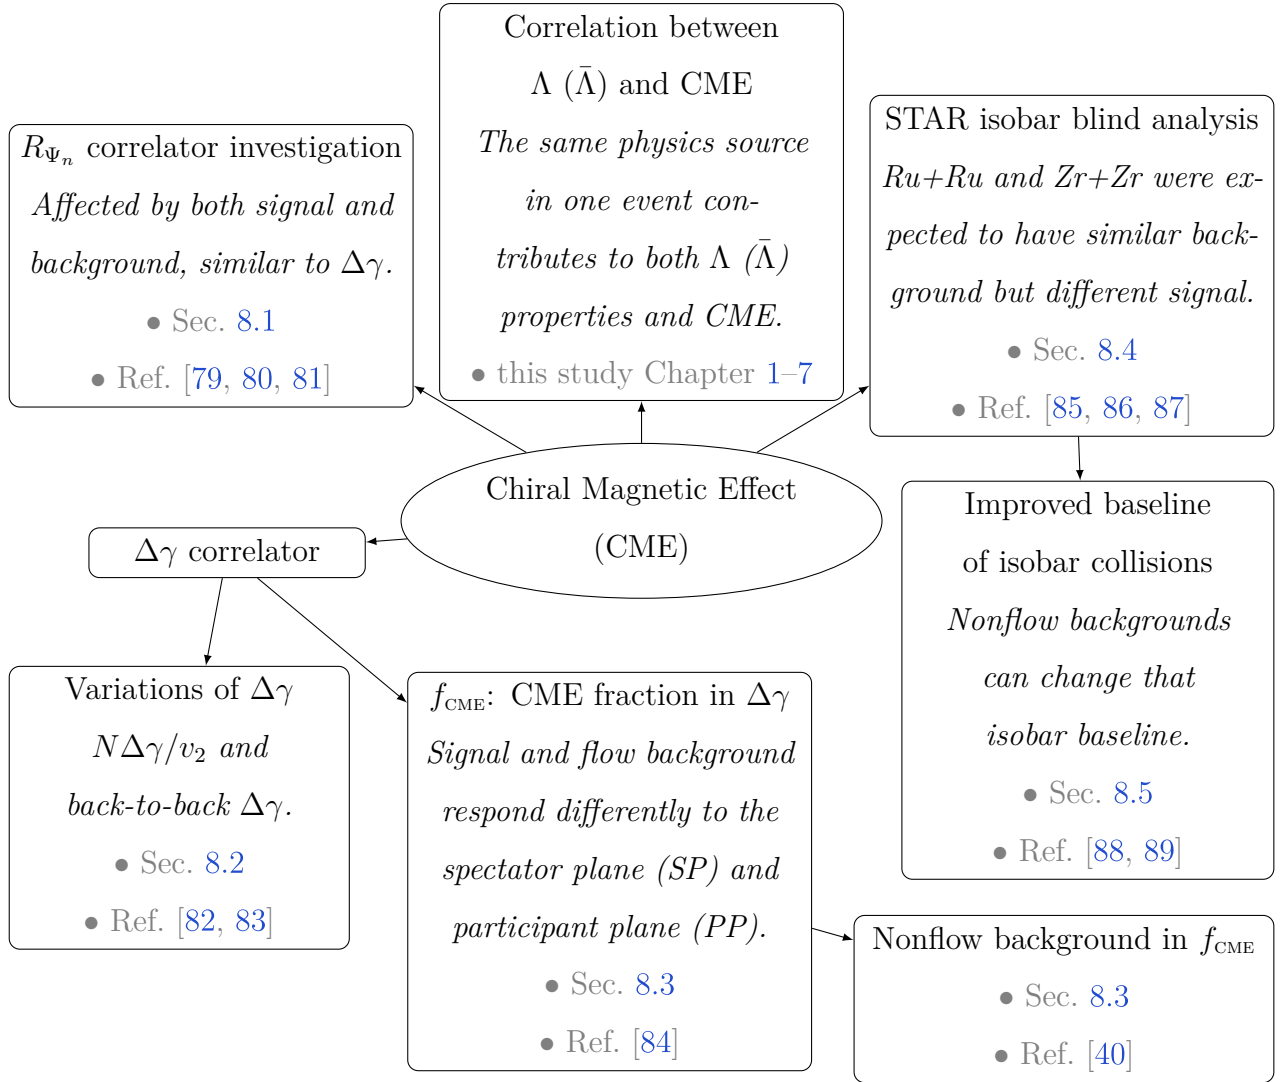 Correlation between
Λ (Λ̄) and CME
The same physics source
in one event con-
tributes to both Λ (Λ̄)
properties and CME.
• this study Chapter 1–7
R_{Ψ_n} correlator investigation
Affected by both signal and
background, similar to Δγ.
• Sec. 8.1
• Ref. [79, 80, 81]
STAR isobar blind analysis
Ru+Ru and Zr+Zr were ex-
pected to have similar back-
ground but different signal.
• Sec. 8.4
• Ref. [85, 86, 87]
Chiral Magnetic Effect
(CME)
Δγ correlator
Improved baseline
of isobar collisions
Nonflow backgrounds
can change that
isobar baseline.
• Sec. 8.5
• Ref. [88, 89]
Variations of Δγ
NΔγ/v₂ and
back-to-back Δγ.
• Sec. 8.2
• Ref. [82, 83]
f_CME: CME fraction in Δγ
Signal and flow background
respond differently to the
spectator plane (SP) and
participant plane (PP).
• Sec. 8.3
• Ref. [84]
Nonflow background in f_CME
• Sec. 8.3
• Ref. [40]